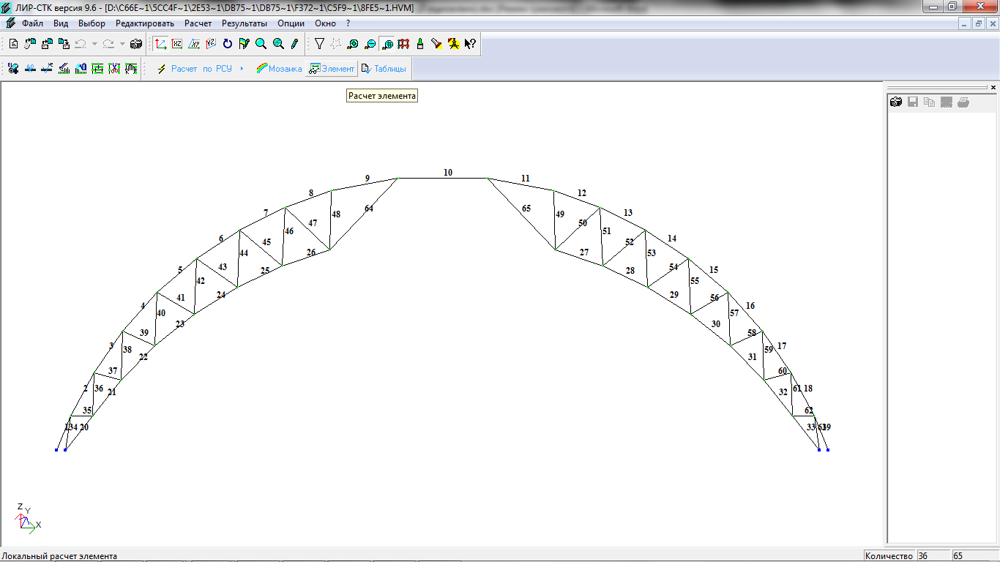 ЛИР-СТК версия 9.6 - [D:\C66E~1\5CC4F~1\2E53~1\DB75~1\DB75~1\F372~1\C5F9~1\8FE5~1.HVM]
Файл Вид Выбор Редактировать Расчет Результаты Опции Окно ?
Расчет по РСУ Мозаика Элемент Таблицы
Расчет элемента
10
9 11
8 12
64 65
7 48 49 13
47 50
46 51
6 45 26 27 52 14
44 53
5 43 25 28 54 15
42 55
4 41 24 29 56 16
40 57
3 39 23 30 58 17
38 59
37 22 31 60
2 36 21 32 61 18
35 62
1 34 20 33 63 19
Z
Y
X
Локальный расчет элемента Количество 36 65